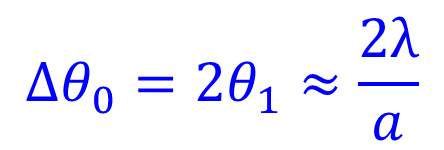 Δθ₀ = 2θ₁ ≈ 2λ/a